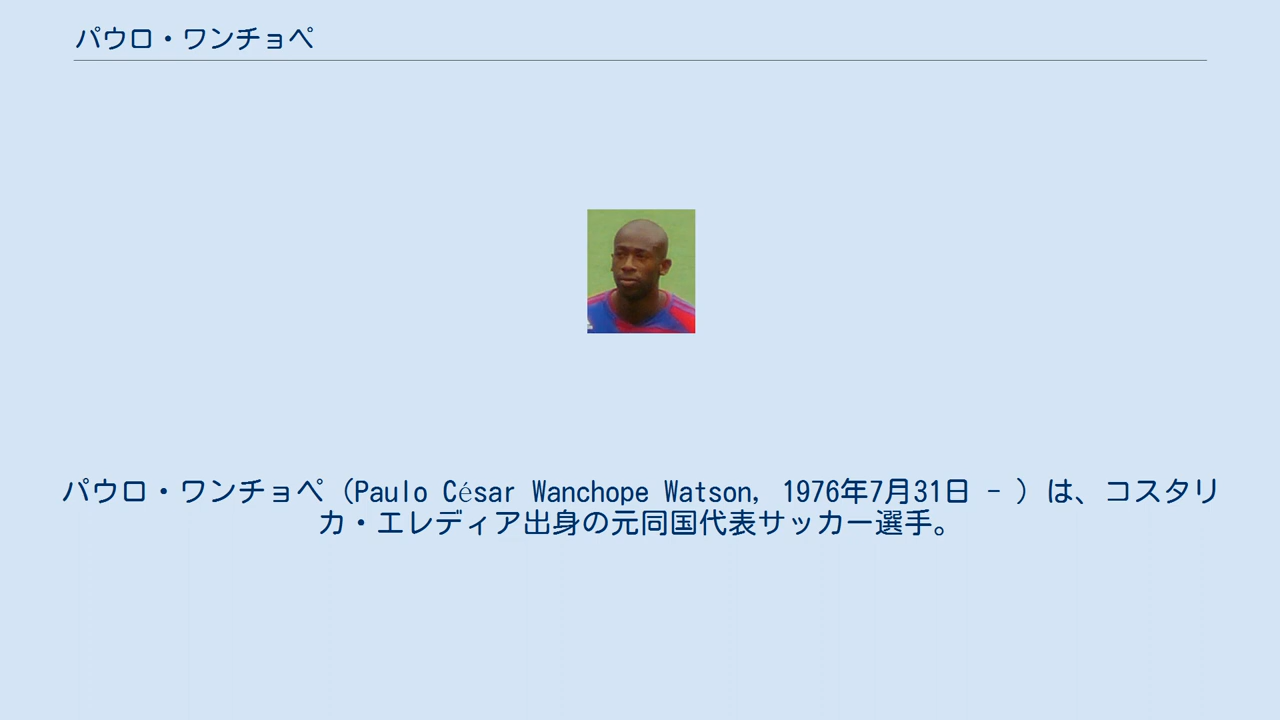 パウロ・ワンチョペ
パウロ・ワンチョペ（Paulo César Wanchope Watson, 1976年7月31日 - ）は、コスタリ
カ・エレディア出身の元同国代表サッカー選手。